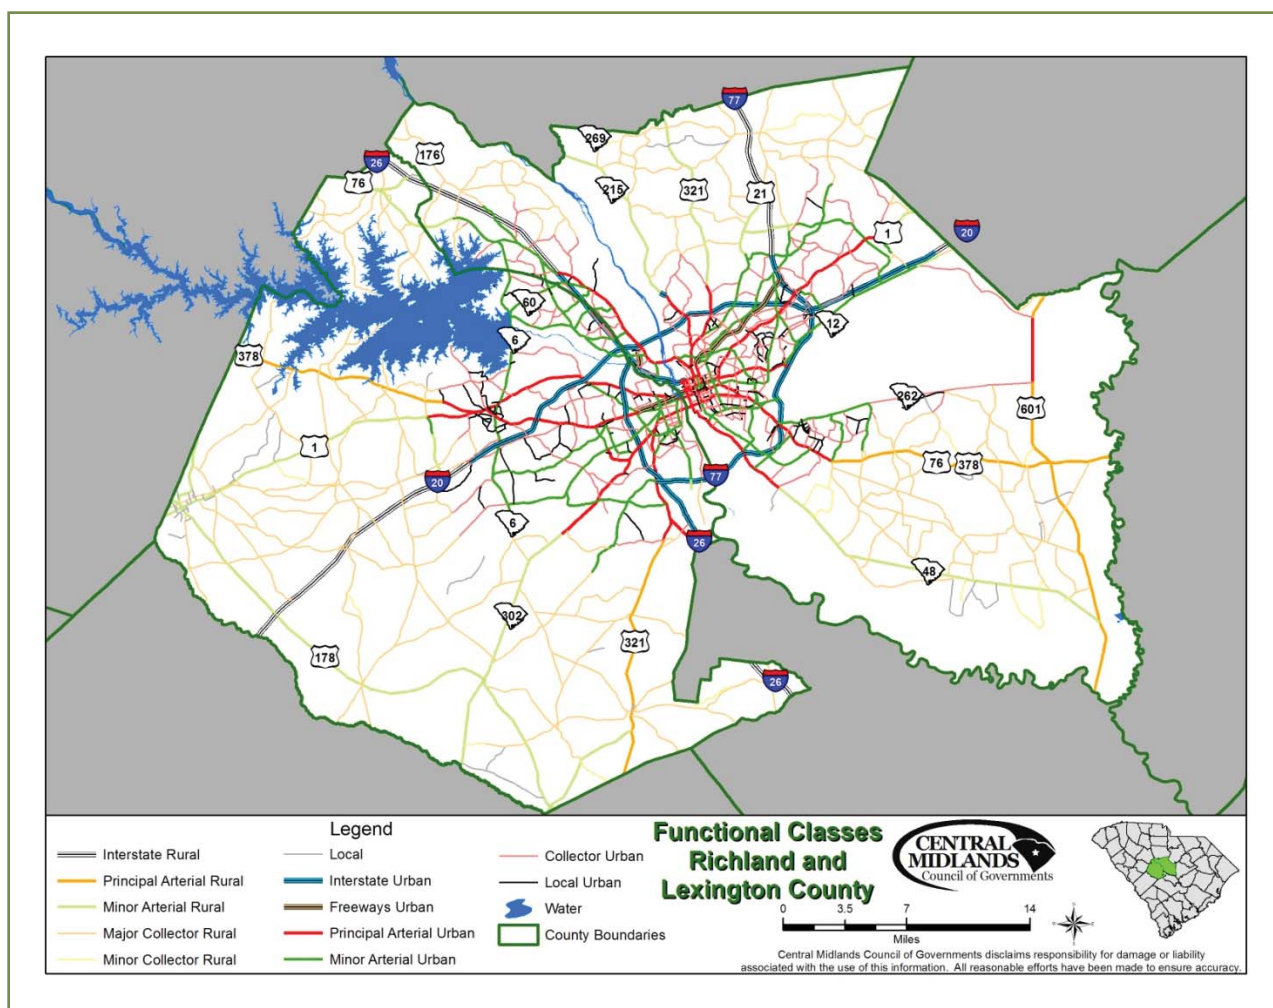 77
269
176
26
76
215
321
21
1
20
60
6
12
378
262
601
1
76
378
20
77
6
26
48
302
321
178
26
Legend
Interstate Rural
Principal Arterial Rural
Minor Arterial Rural
Major Collector Rural
Minor Collector Rural
Local
Interstate Urban
Freeways Urban
Principal Arterial Urban
Minor Arterial Urban
Collector Urban
Local Urban
Water
County Boundaries
Functional Classes
Richland and
Lexington County
CENTRAL
MIDLANDS
Council of Governments
0 3.5 7 14
Miles
Central Midlands Council of Governments disclaims responsibility for damage or liability
associated with the use of this information. All reasonable efforts have been made to ensure accuracy.